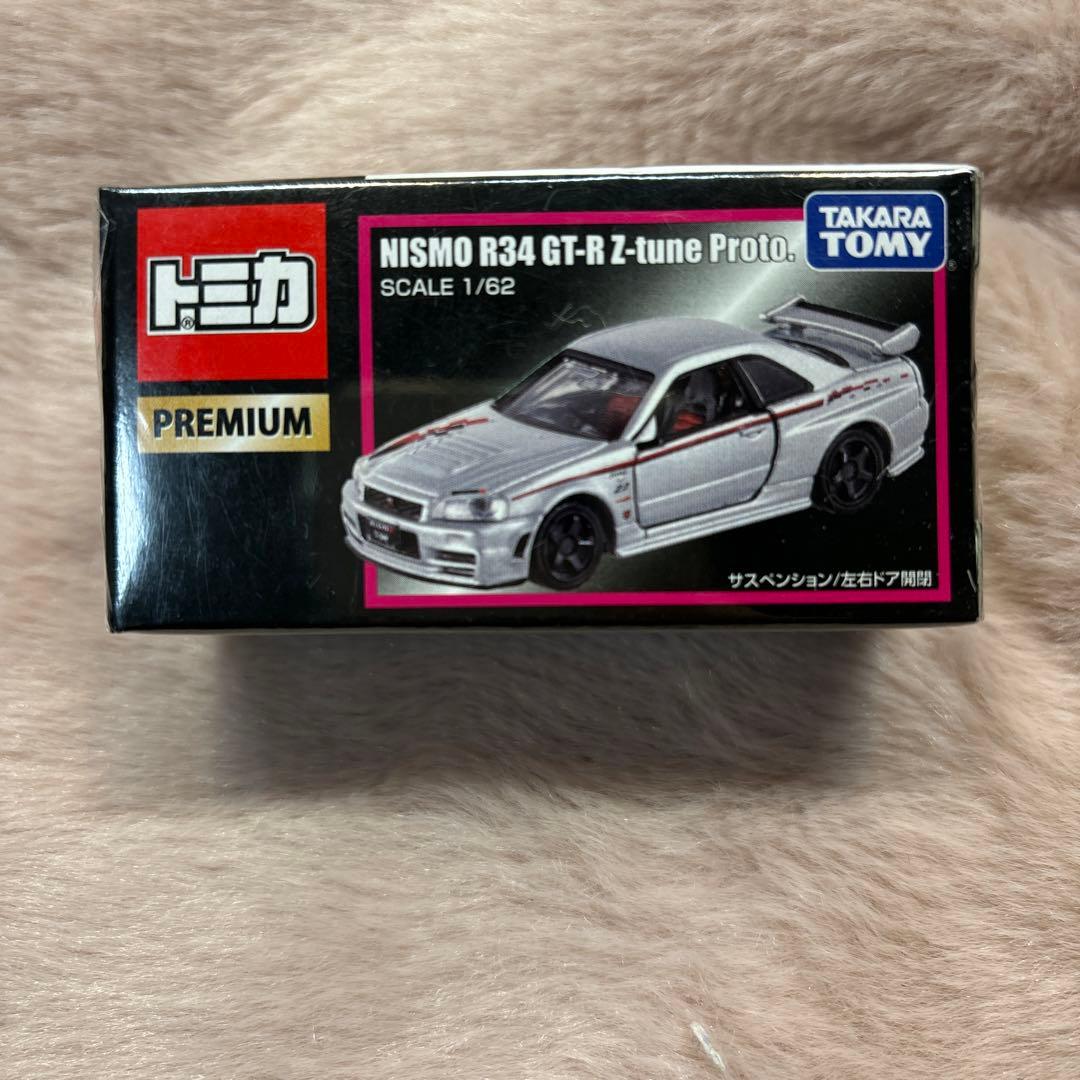 トミカ
®
PREMIUM
NISMO R34 GT-R Z-tune Proto.
SCALE 1/62
TAKARA
TOMY
®
サスペンション/左右ドア開閉